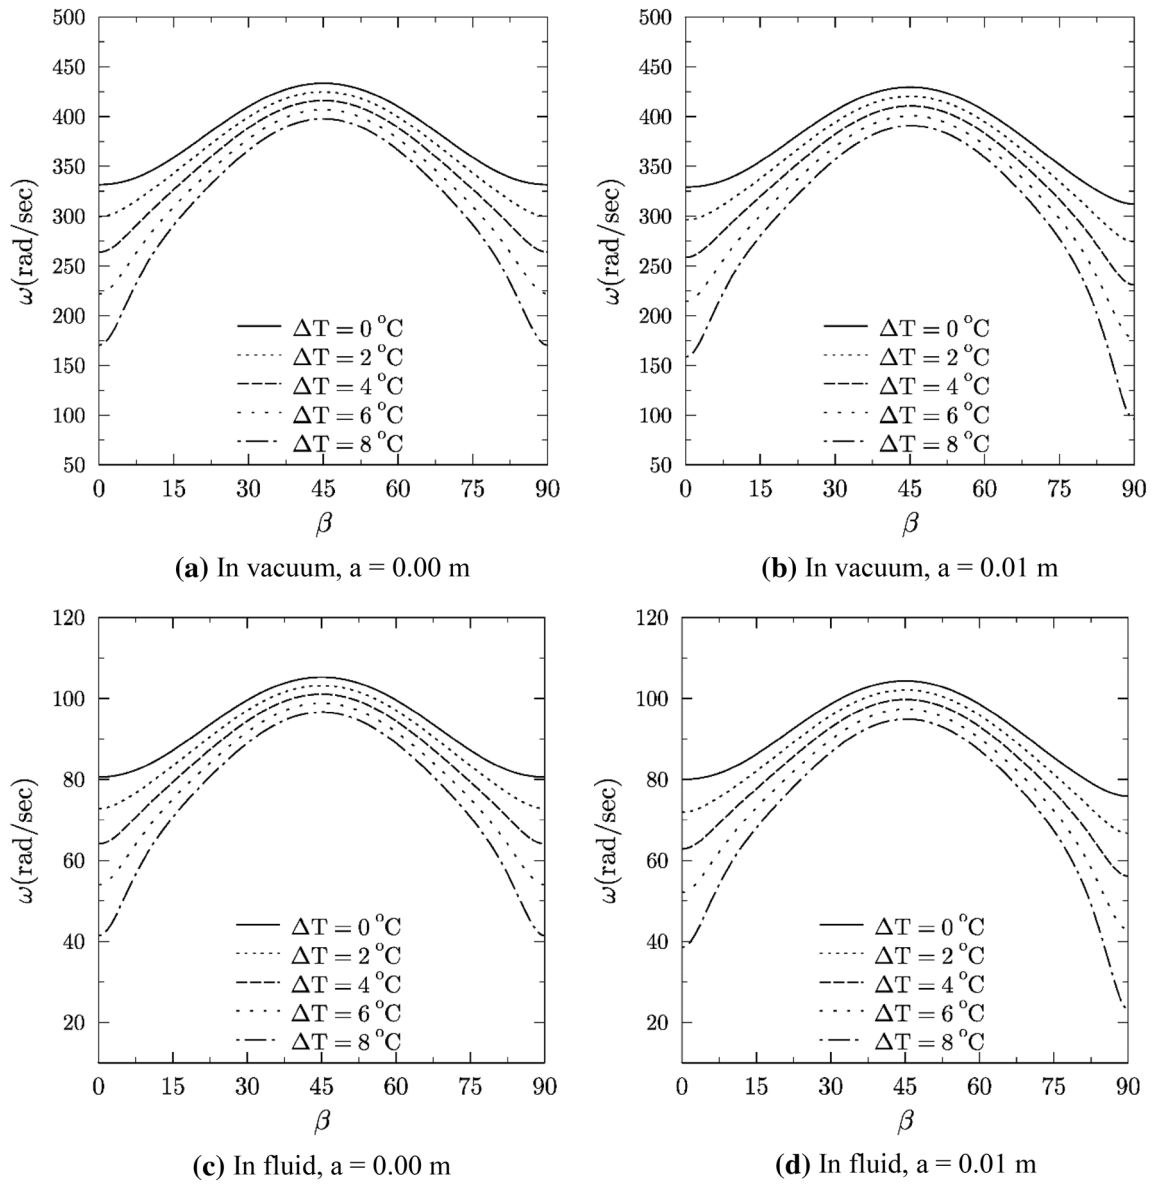 500
450
400
350
300
250
200
150
100
50
ω(rad/sec)
ΔT = 0 °C
ΔT = 2 °C
ΔT = 4 °C
ΔT = 6 °C
ΔT = 8 °C
0 15 30 45 60 75 90
β
(a) In vacuum, a = 0.00 m
500
450
400
350
300
250
200
150
100
50
ω(rad/sec)
ΔT = 0 °C
ΔT = 2 °C
ΔT = 4 °C
ΔT = 6 °C
ΔT = 8 °C
0 15 30 45 60 75 90
β
(b) In vacuum, a = 0.01 m
120
100
80
60
40
20
ω(rad/sec)
ΔT = 0 °C
ΔT = 2 °C
ΔT = 4 °C
ΔT = 6 °C
ΔT = 8 °C
0 15 30 45 60 75 90
β
(c) In fluid, a = 0.00 m
120
100
80
60
40
20
ω(rad/sec)
ΔT = 0 °C
ΔT = 2 °C
ΔT = 4 °C
ΔT = 6 °C
ΔT = 8 °C
0 15 30 45 60 75 90
β
(d) In fluid, a = 0.01 m